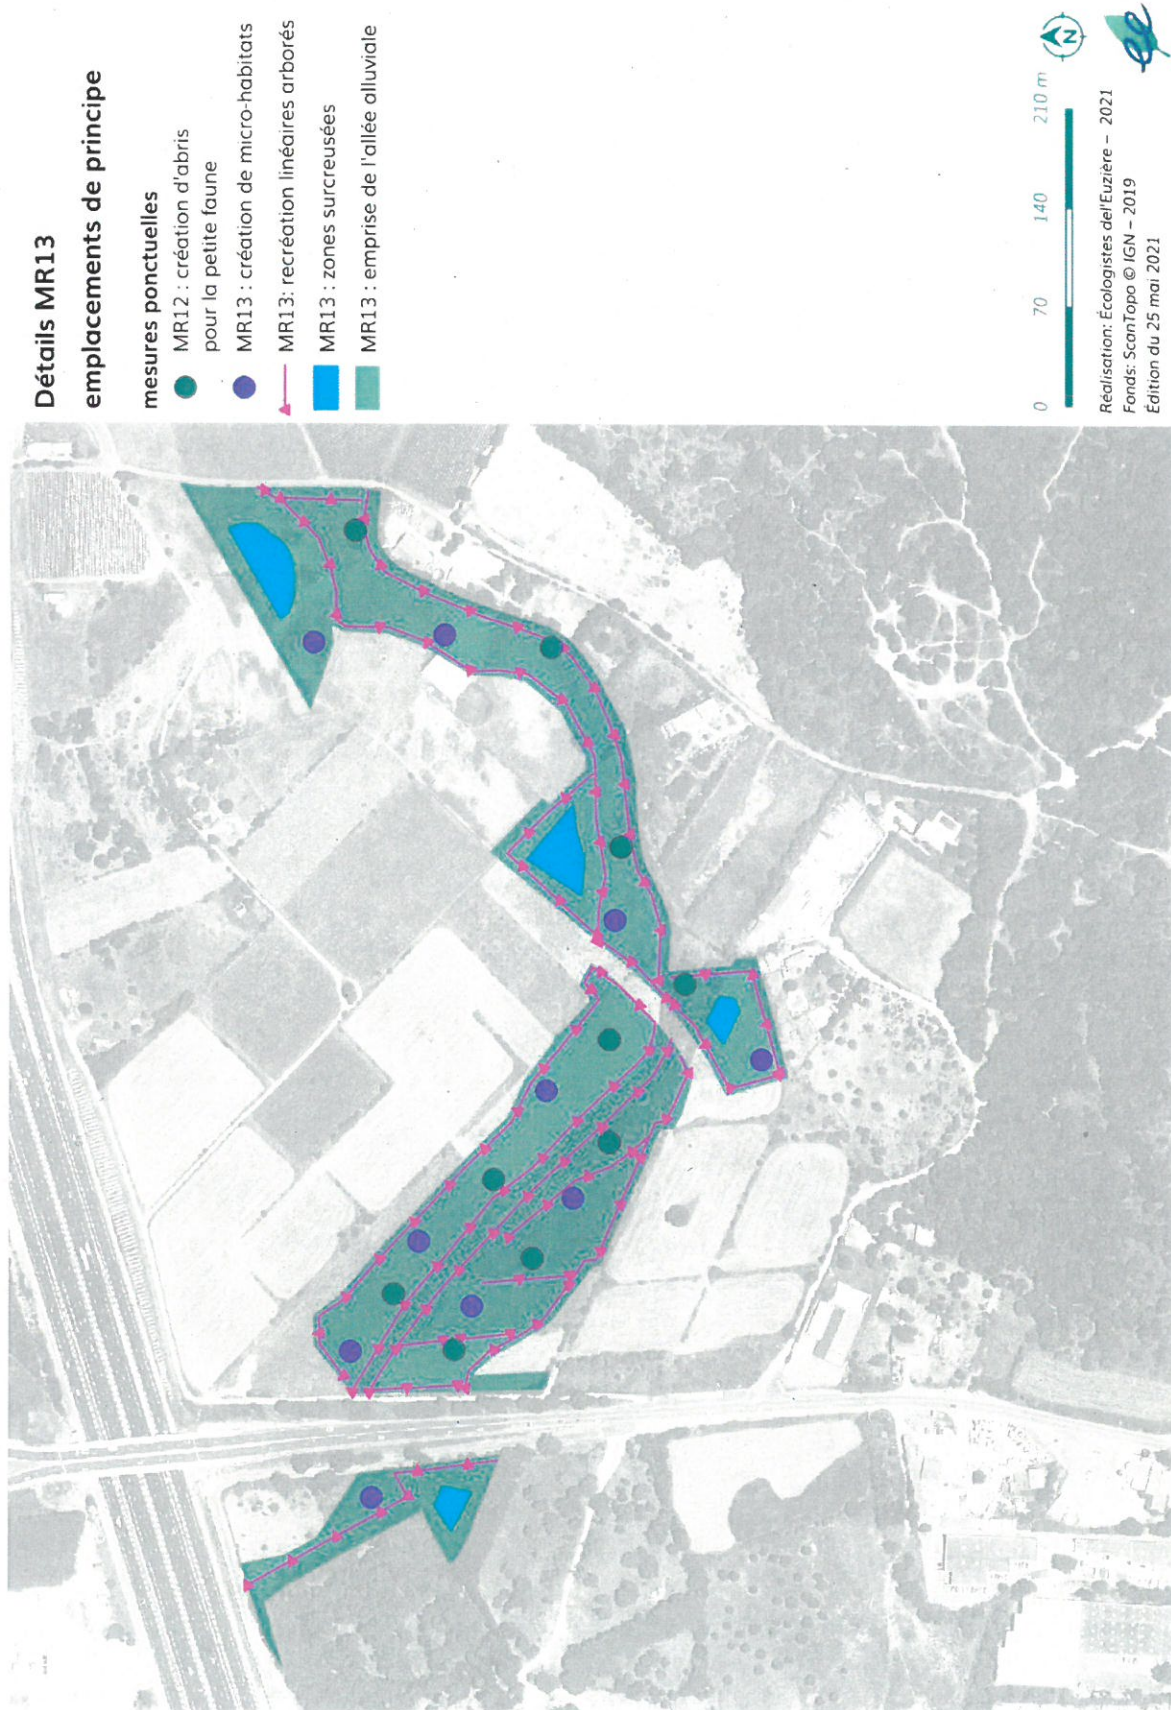 Détails MR13
emplacements de principe
mesures ponctuelles
MR12 : création d'abris
pour la petite faune
MR13 : création de micro-habitats
MR13: recréation linéaires arborés
MR13 : zones surcreusées
MR13 : emprise de l'allée alluviale
0 70 140 210 m
N
Réalisation: Écologistes del'Euzière – 2021
Fonds: ScanTopo © IGN – 2019
Édition du 25 mai 2021
ee